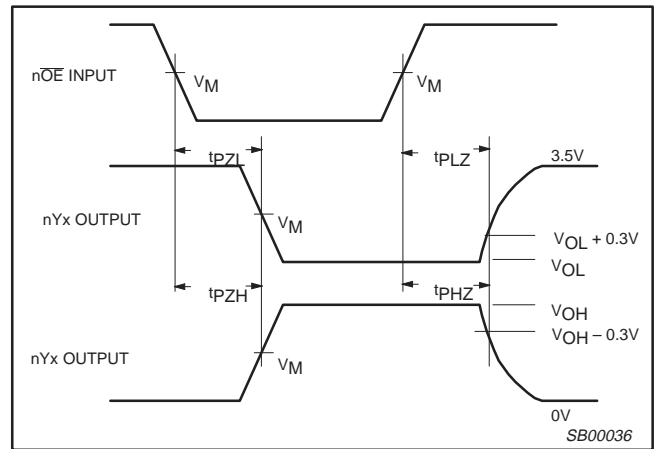 nO̅E̅ INPUT
VM
VM
tPZL
tPLZ
3.5V
nYx OUTPUT
VM
VOL + 0.3V
VOL
tPZH
tPHZ
VOH
VOH – 0.3V
nYx OUTPUT
VM
0V
SB00036